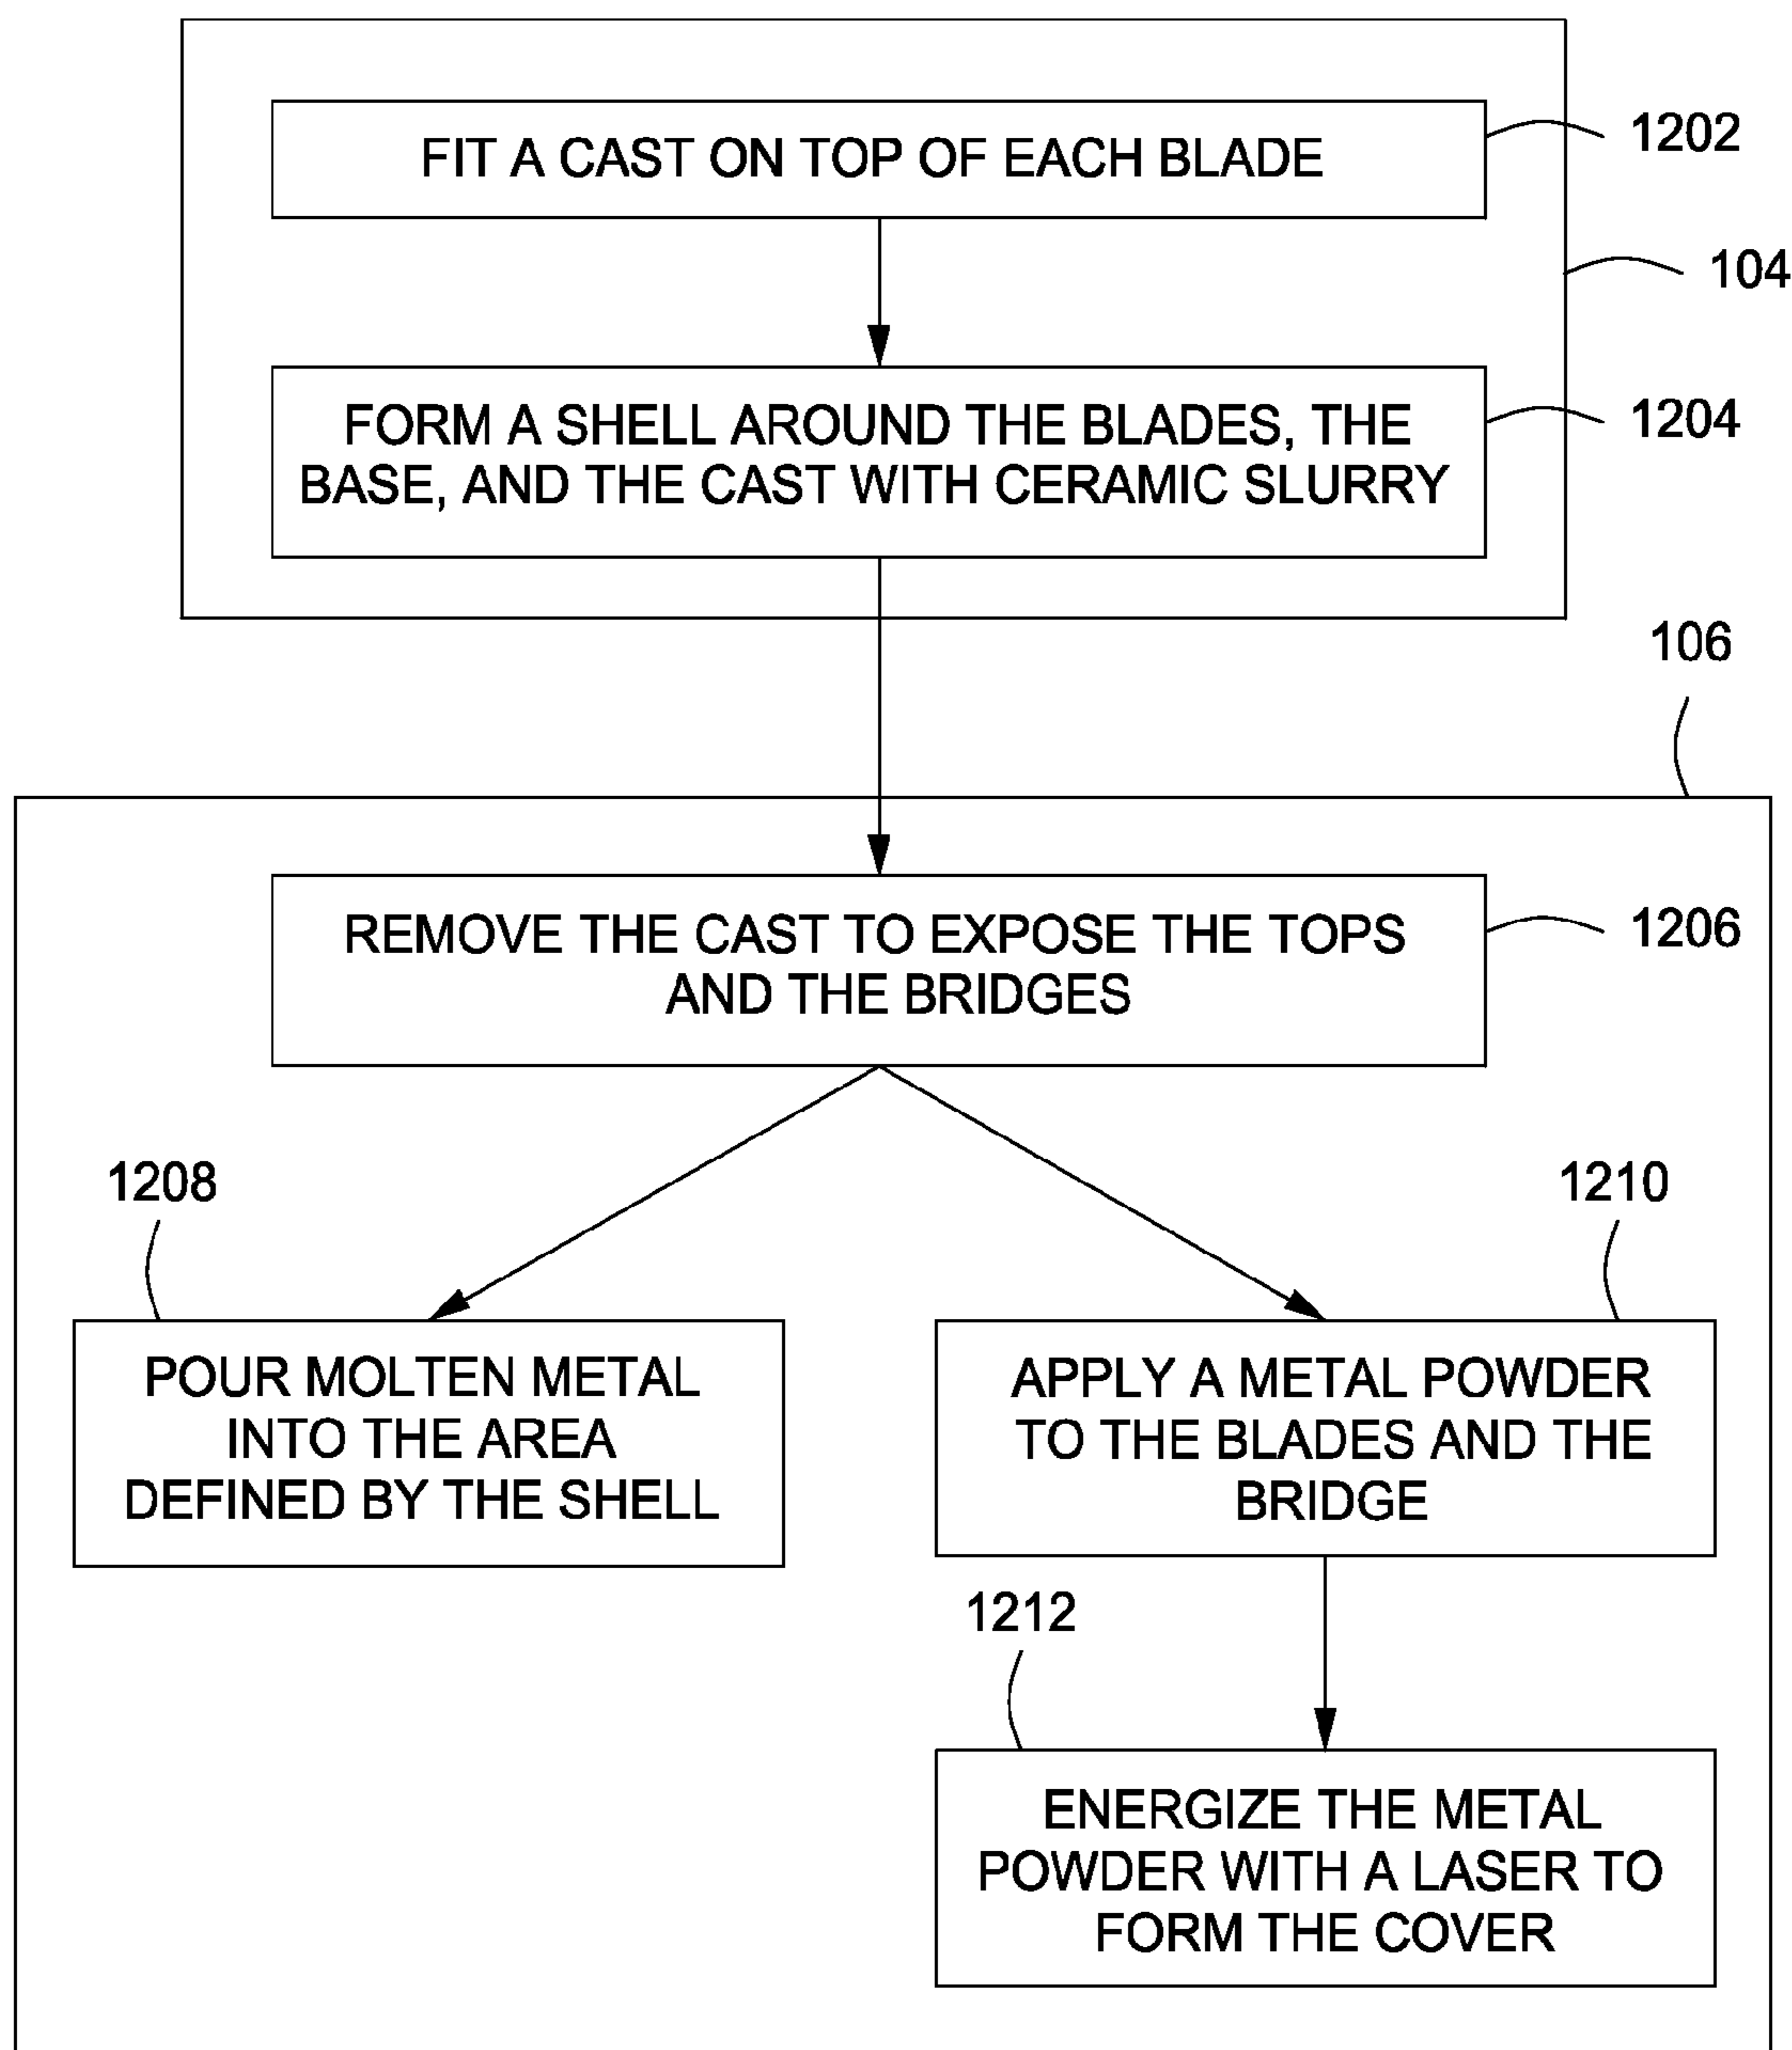 FIT A CAST ON TOP OF EACH BLADE
1202
104
FORM A SHELL AROUND THE BLADES, THE
BASE, AND THE CAST WITH CERAMIC SLURRY
1204
106
REMOVE THE CAST TO EXPOSE THE TOPS
AND THE BRIDGES
1206
1208
POUR MOLTEN METAL
INTO THE AREA
DEFINED BY THE SHELL
1210
APPLY A METAL POWDER
TO THE BLADES AND THE
BRIDGE
1212
ENERGIZE THE METAL
POWDER WITH A LASER TO
FORM THE COVER